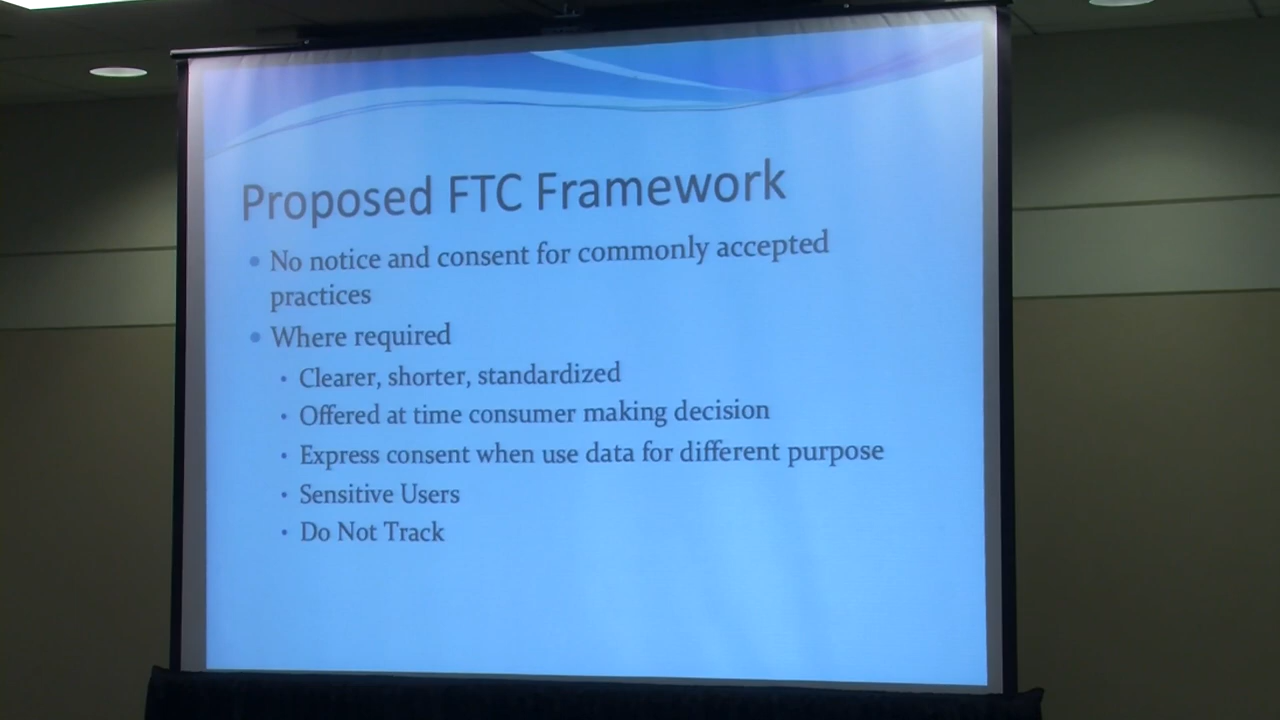 Proposed FTC Framework
• No notice and consent for commonly accepted
practices
• Where required
• Clearer, shorter, standardized
• Offered at time consumer making decision
• Express consent when use data for different purpose
• Sensitive Users
• Do Not Track